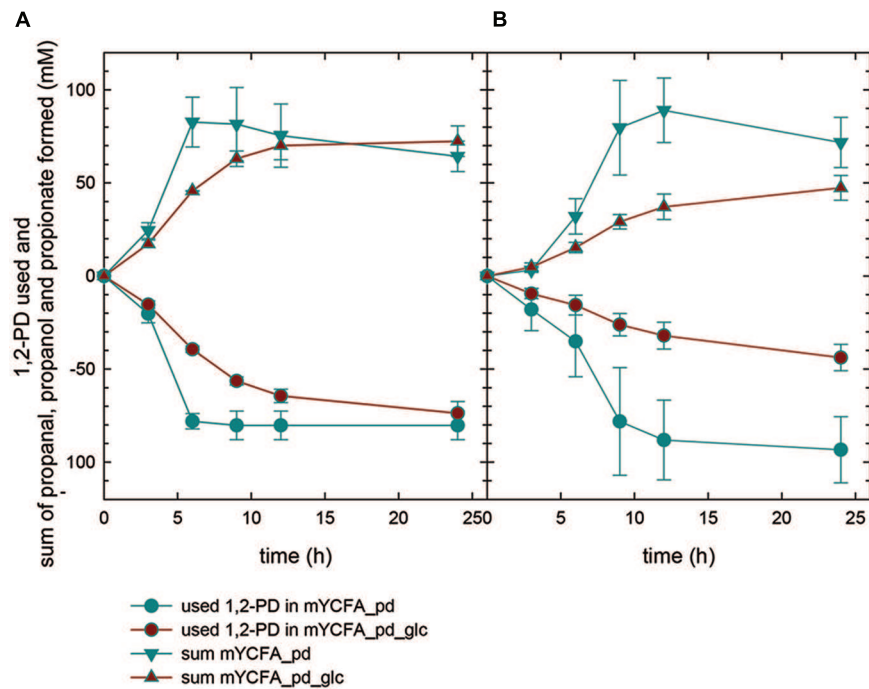 A
B
1,2-PD used and
sum of propanal, propanol and propionate formed (mM)
100
50
0
-50
100
-
0 5 10 15 20 250 5 10 15 20 25
time (h) time (h)
used 1,2-PD in mYCFA_pd
used 1,2-PD in mYCFA_pd_glc
sum mYCFA_pd
sum mYCFA_pd_glc